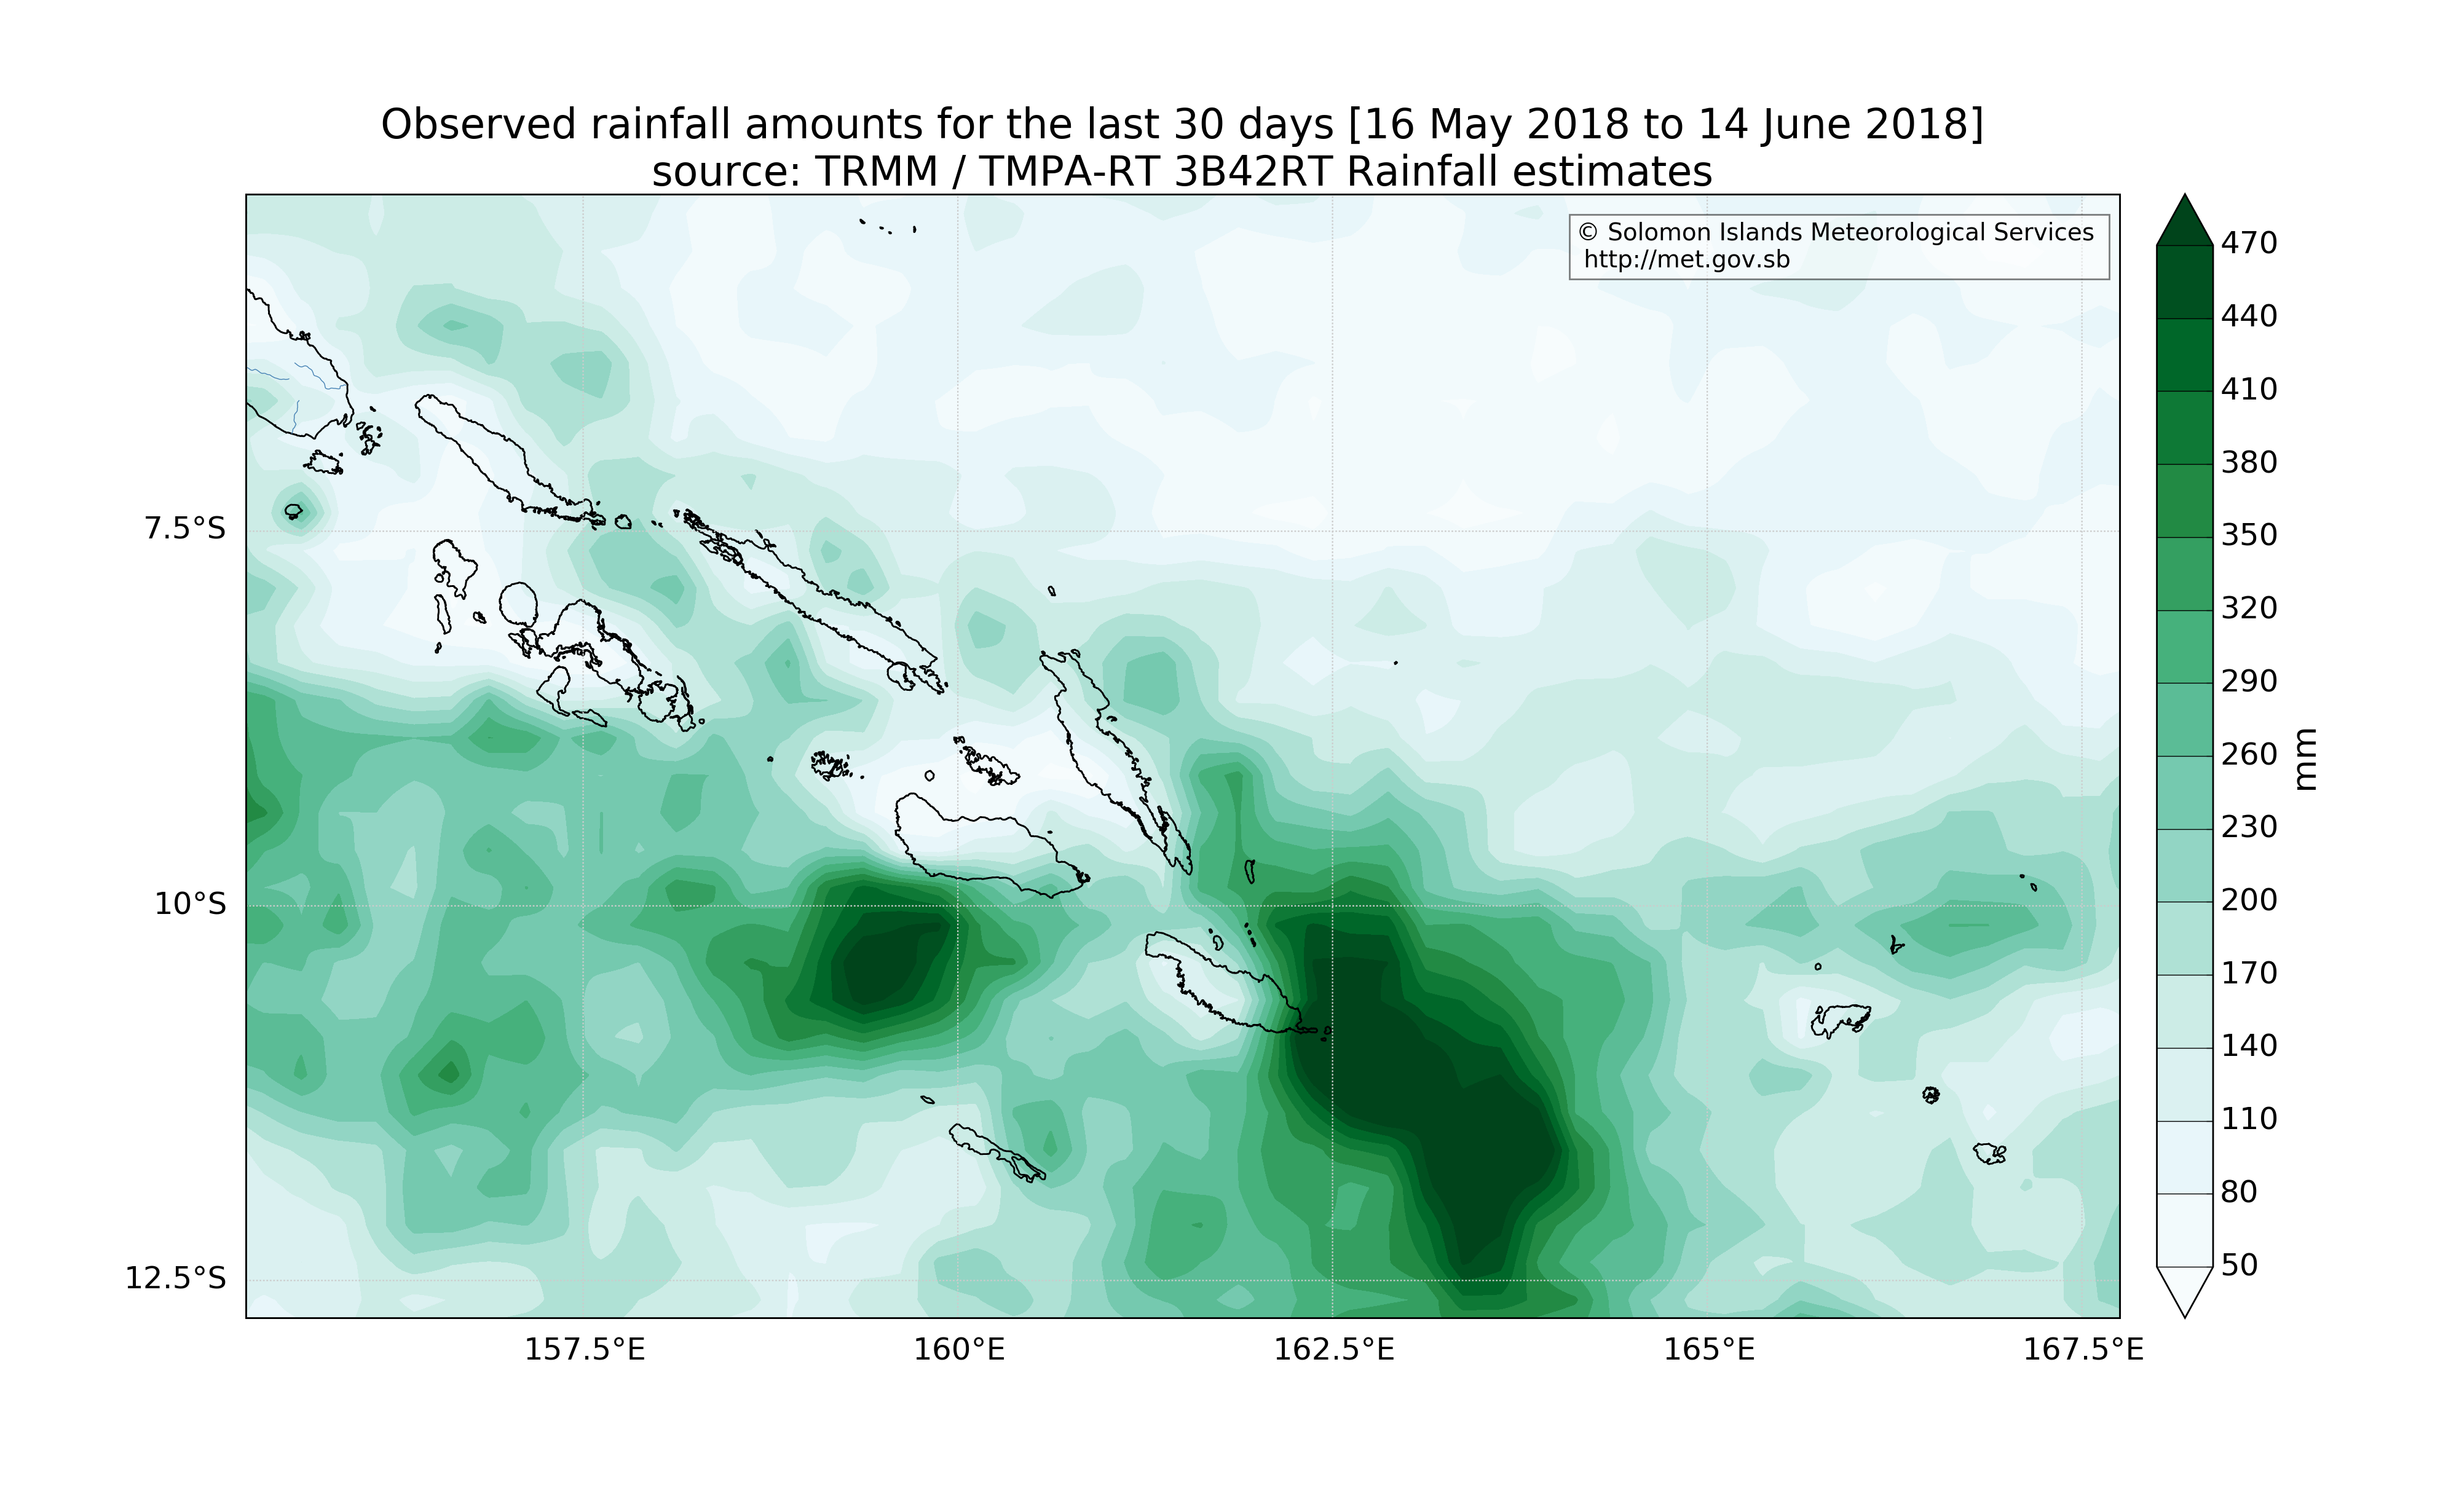 Observed rainfall amounts for the last 30 days [16 May 2018 to 14 June 2018]
source: TRMM / TMPA-RT 3B42RT Rainfall estimates
© Solomon Islands Meteorological Services
http://met.gov.sb
7.5°S
10°S
12.5°S
157.5°E
160°E
162.5°E
165°E
167.5°E
470
440
410
380
350
320
290
260
230
200
170
140
110
80
50
mm